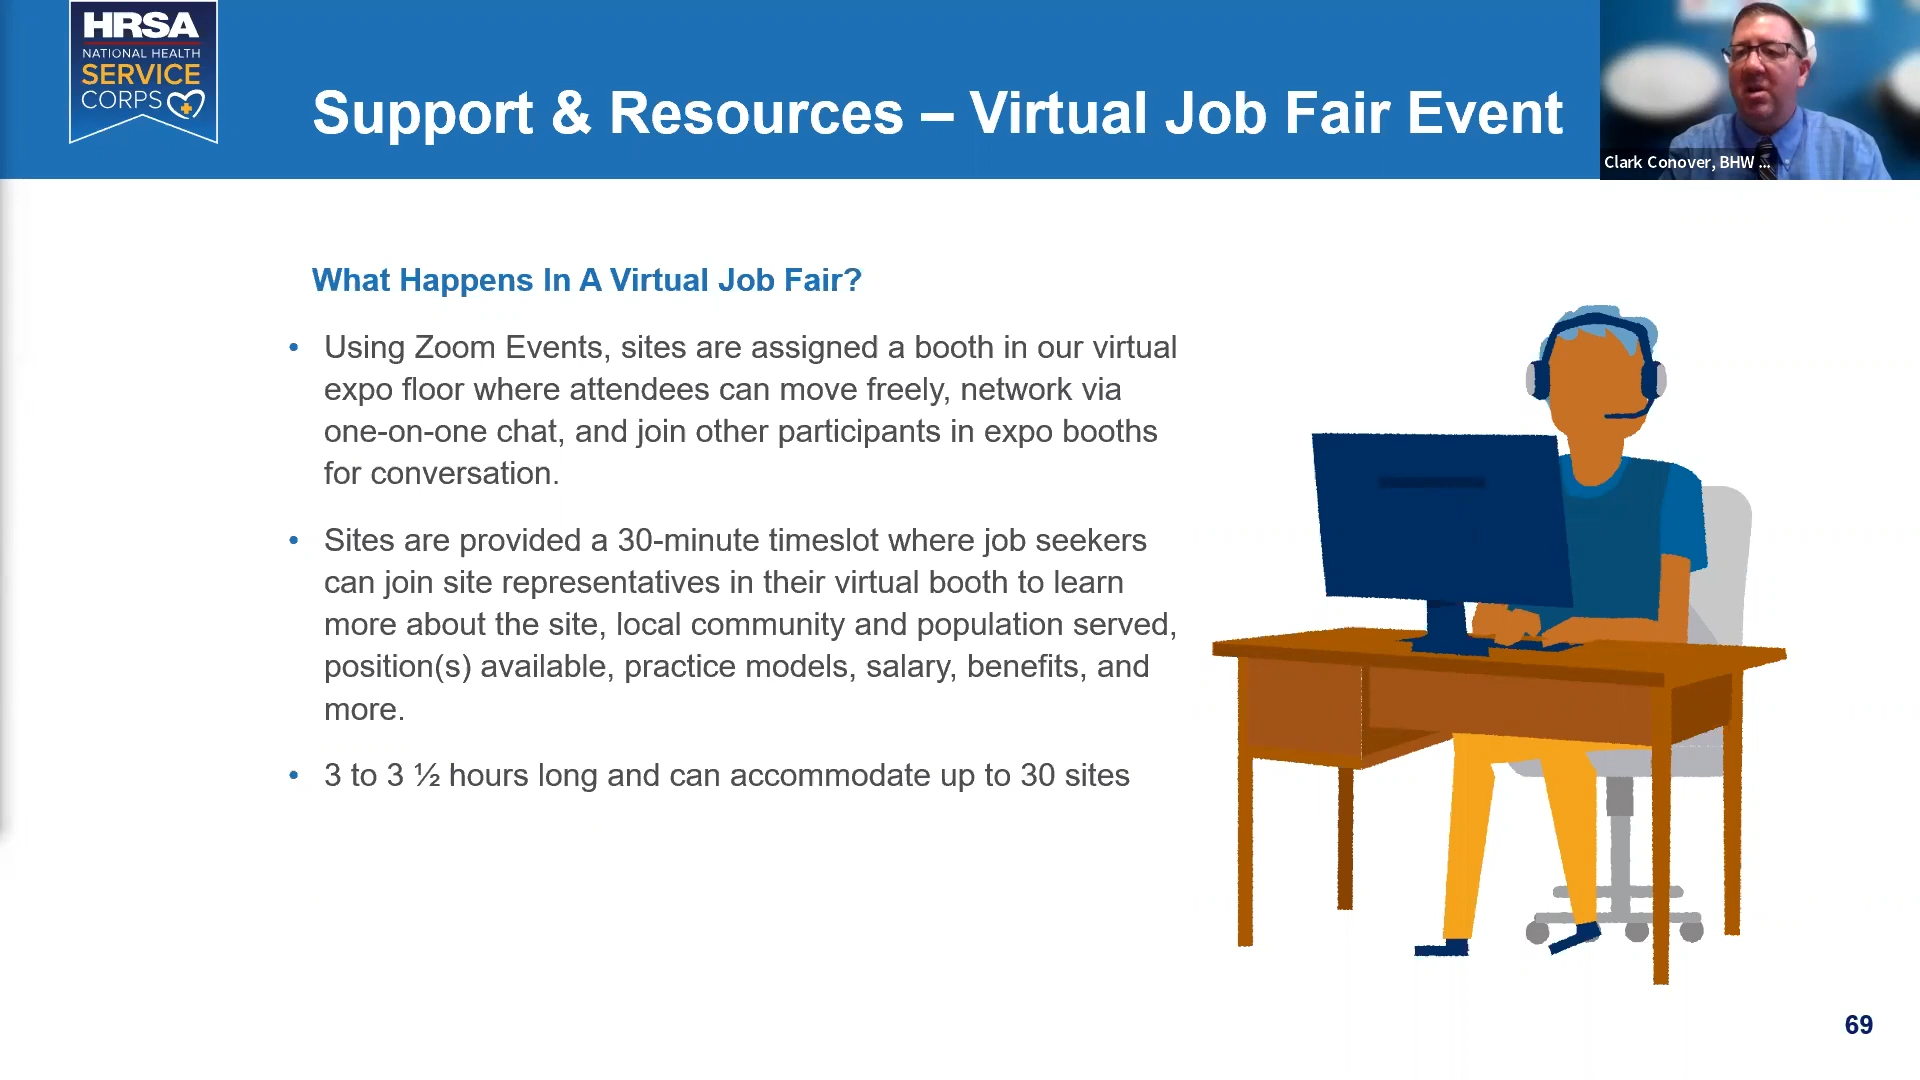 HRSA
NATIONAL HEALTH
SERVICE
CORPS
Support & Resources – Virtual Job Fair Event
Clark Conover, BHW ...
What Happens In A Virtual Job Fair?
• Using Zoom Events, sites are assigned a booth in our virtual
expo floor where attendees can move freely, network via
one-on-one chat, and join other participants in expo booths
for conversation.
• Sites are provided a 30-minute timeslot where job seekers
can join site representatives in their virtual booth to learn
more about the site, local community and population served,
position(s) available, practice models, salary, benefits, and
more.
• 3 to 3 ½ hours long and can accommodate up to 30 sites
69